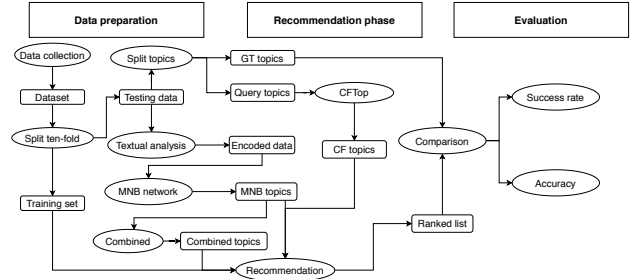 Data preparation
Recommendation phase
Evaluation
Data collection
Split topics
GT topics
Dataset
Testing data
Query topics
CFTop
Success rate
Split ten-fold
Textual analysis
Encoded data
CF topics
Comparison
MNB network
MNB topics
Accuracy
Training set
Ranked list
Combined
Combined topics
Recommendation